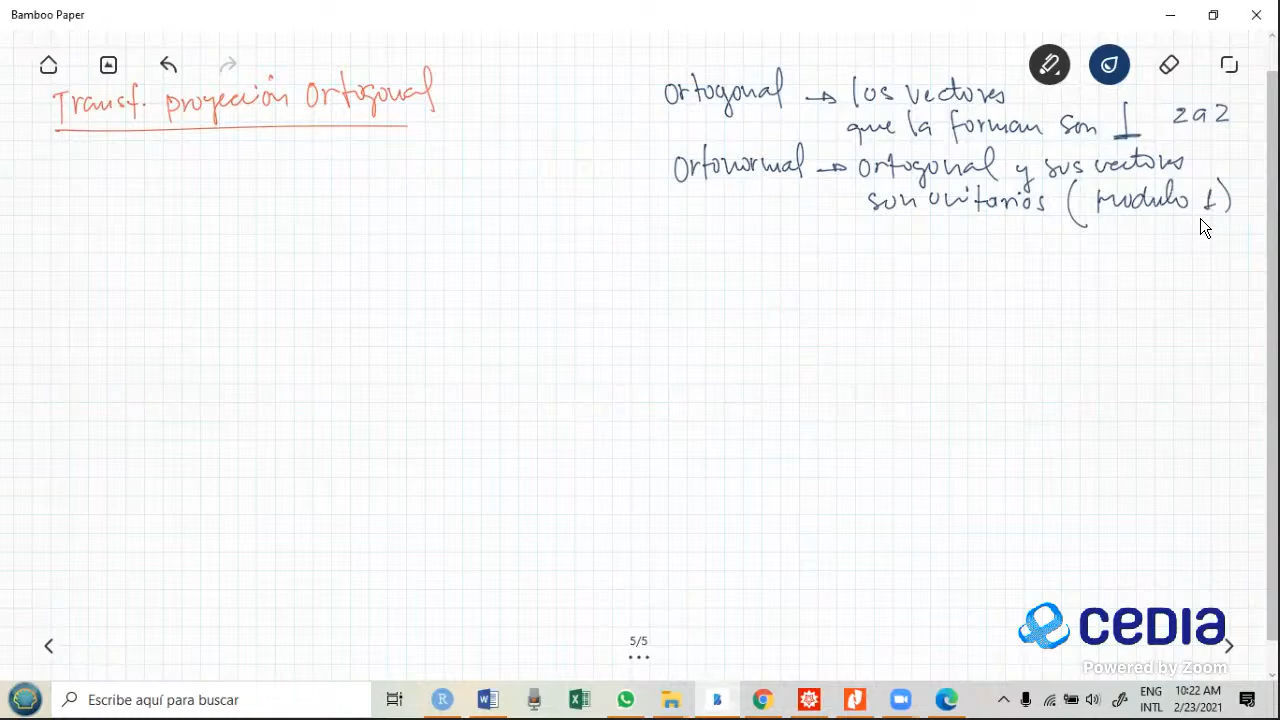 Bamboo Paper
Transf. proyección Ortogonal
Ortogonal → los vectores
que la forman son ⊥ 2a2
Ortonormal → ortogonal y sus vectores
son unitarios (modulo 1)
5/5
cedia
Powered by Zoom
Escribe aquí para buscar
ENG
INTL
10:22 AM
2/23/2021